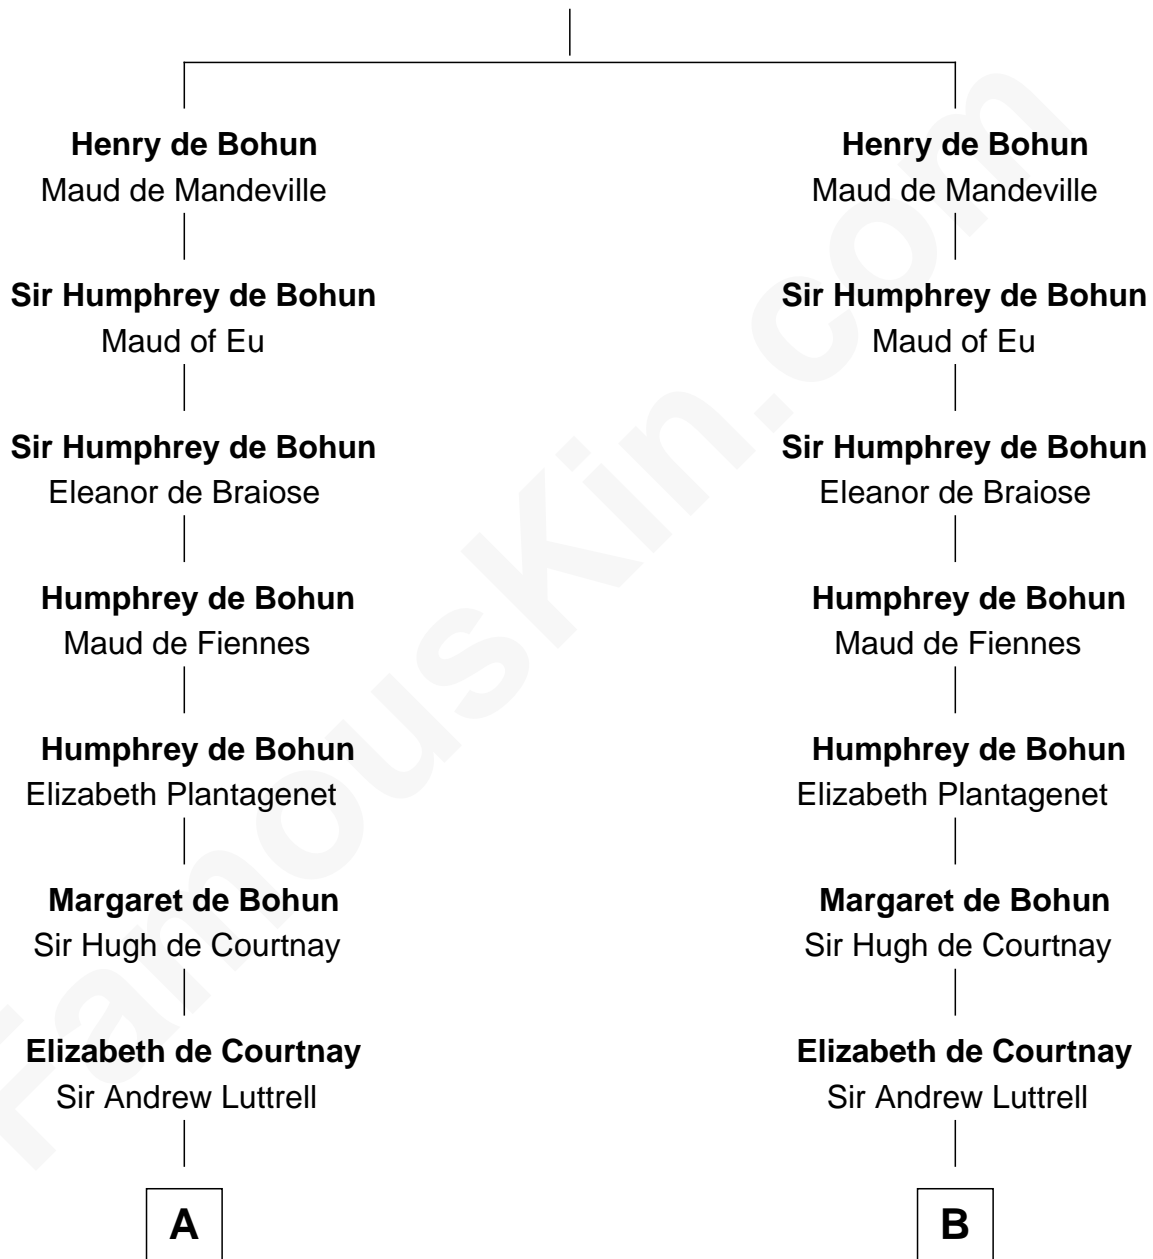 Henry de Bohun
Maud de Mandeville
Sir Humphrey de Bohun
Maud of Eu
Sir Humphrey de Bohun
Eleanor de Braiose
Humphrey de Bohun
Maud de Fiennes
Humphrey de Bohun
Elizabeth Plantagenet
Margaret de Bohun
Sir Hugh de Courtnay
Elizabeth de Courtnay
Sir Andrew Luttrell
A
Henry de Bohun
Maud de Mandeville
Sir Humphrey de Bohun
Maud of Eu
Sir Humphrey de Bohun
Eleanor de Braiose
Humphrey de Bohun
Maud de Fiennes
Humphrey de Bohun
Elizabeth Plantagenet
Margaret de Bohun
Sir Hugh de Courtnay
Elizabeth de Courtnay
Sir Andrew Luttrell
B
FamousKin.com